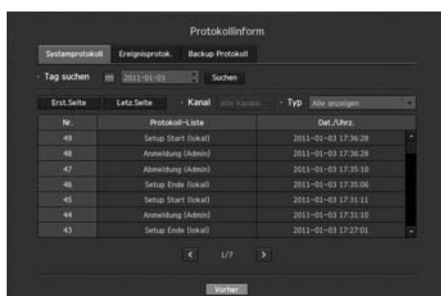 Protokollinform
Systemprotokoll Ereignisprotok. Backup Protokoll
Tag suchen 2011-01-03 Suchen
Erst.Seite Letz.Seite Kanal Alle Kanäle Typ Alle anzeigen
Nr. Protokoll-Liste Dat./Uhrz.
49 Setup Start (lokal) 2011-01-03 17:36:28
48 Anmeldung (Admin) 2011-01-03 17:36:28
47 Abmeldung (Admin) 2011-01-03 17:35:10
46 Setup Ende (lokal) 2011-01-03 17:35:06
45 Setup Start (lokal) 2011-01-03 17:31:11
44 Anmeldung (Admin) 2011-01-03 17:31:10
43 Setup Ende (lokal) 2011-01-03 17:27:01
1/7
Vorher